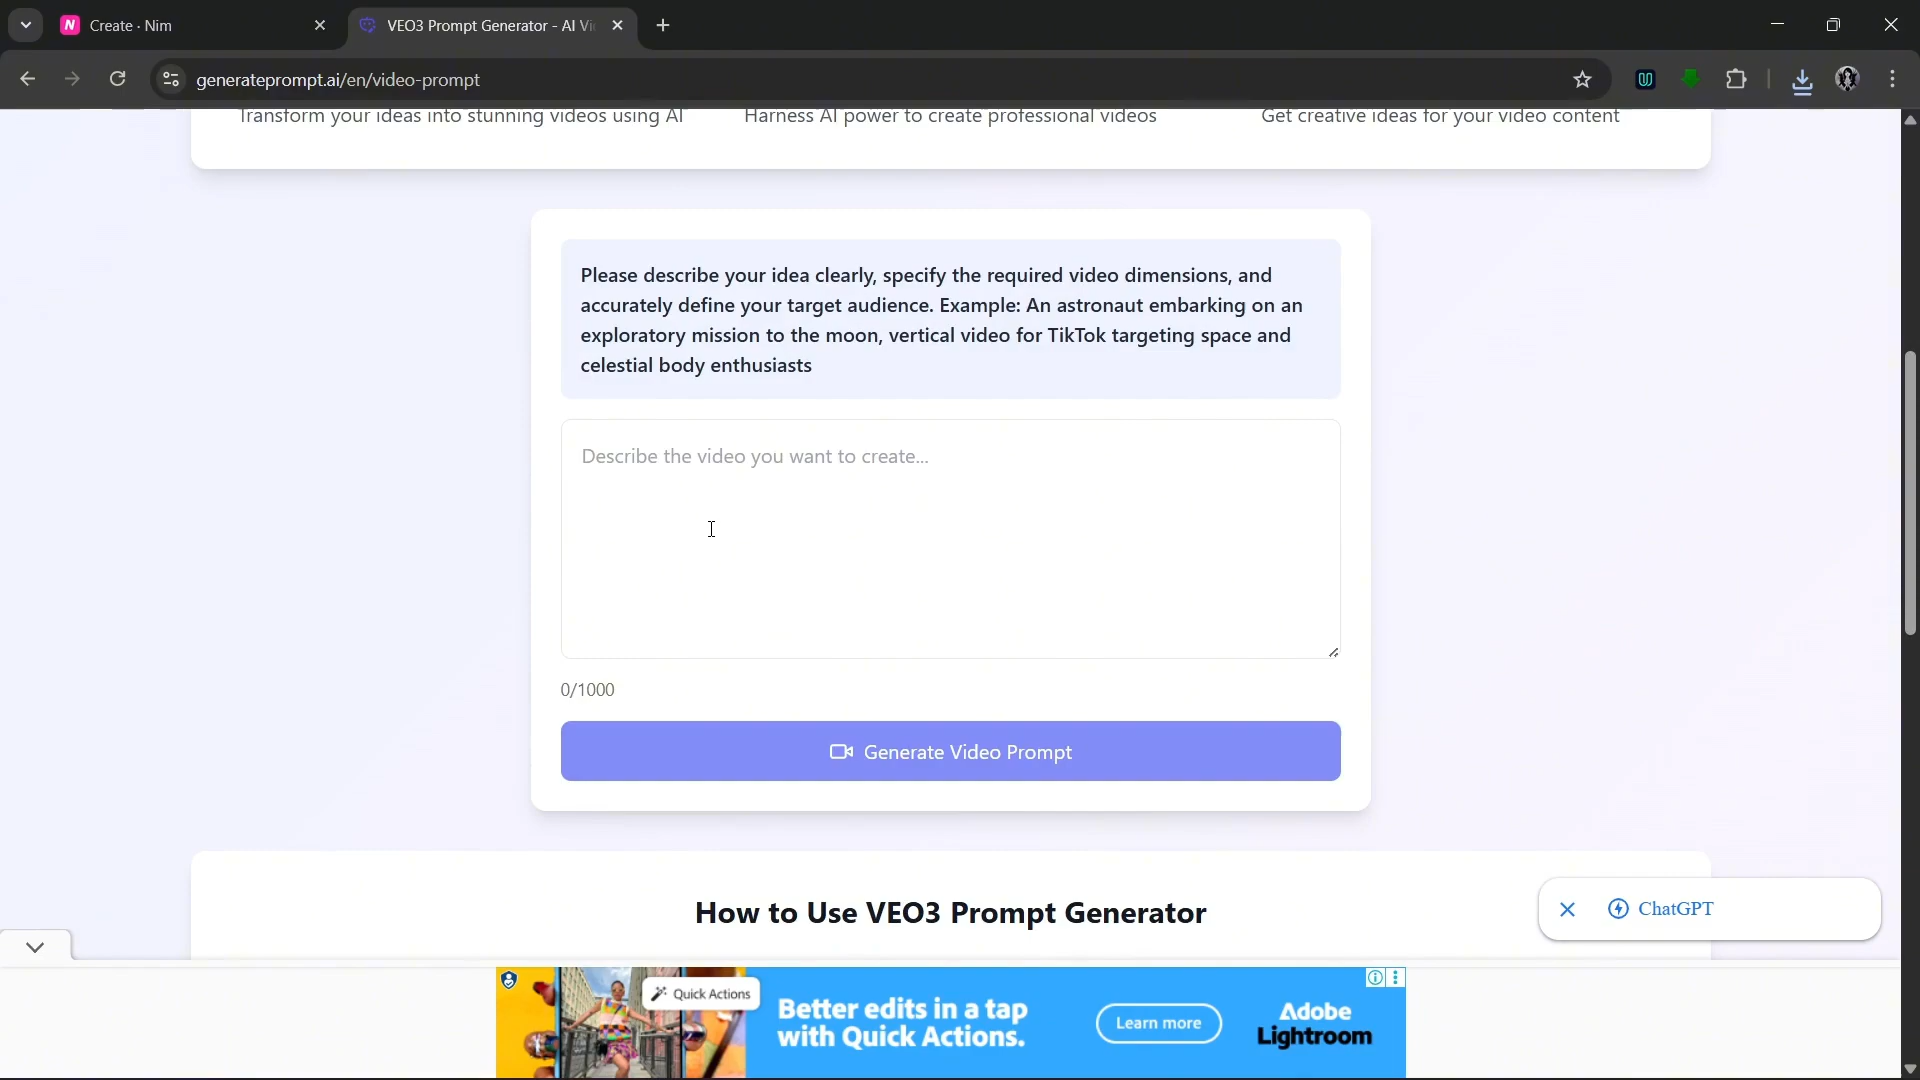 Create · Nim
VEO3 Prompt Generator - AI Vi
generateprompt.ai/en/video-prompt
Transform your ideas into stunning videos using AI
Harness AI power to create professional videos
Get creative ideas for your video content
Please describe your idea clearly, specify the required video dimensions, and
accurately define your target audience. Example: An astronaut embarking on an
exploratory mission to the moon, vertical video for TikTok targeting space and
celestial body enthusiasts
Describe the video you want to create...
0/1000
Generate Video Prompt
How to Use VEO3 Prompt Generator
ChatGPT
Quick Actions
Better edits in a tap
with Quick Actions.
Learn more
Adobe
Lightroom